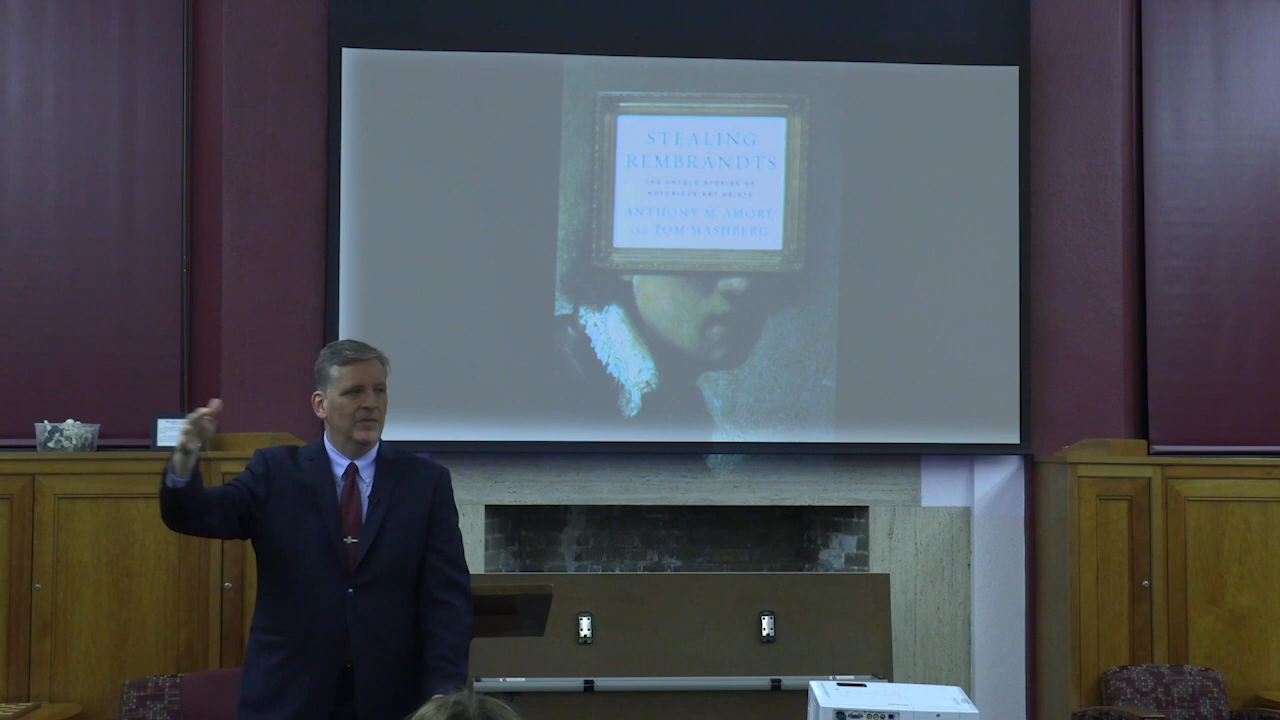 STEALING
REMBRANDTS
THE UNTOLD STORIES OF
NOTORIOUS ART HEISTS
ANTHONY M. AMORE
AND TOM MASHBERG